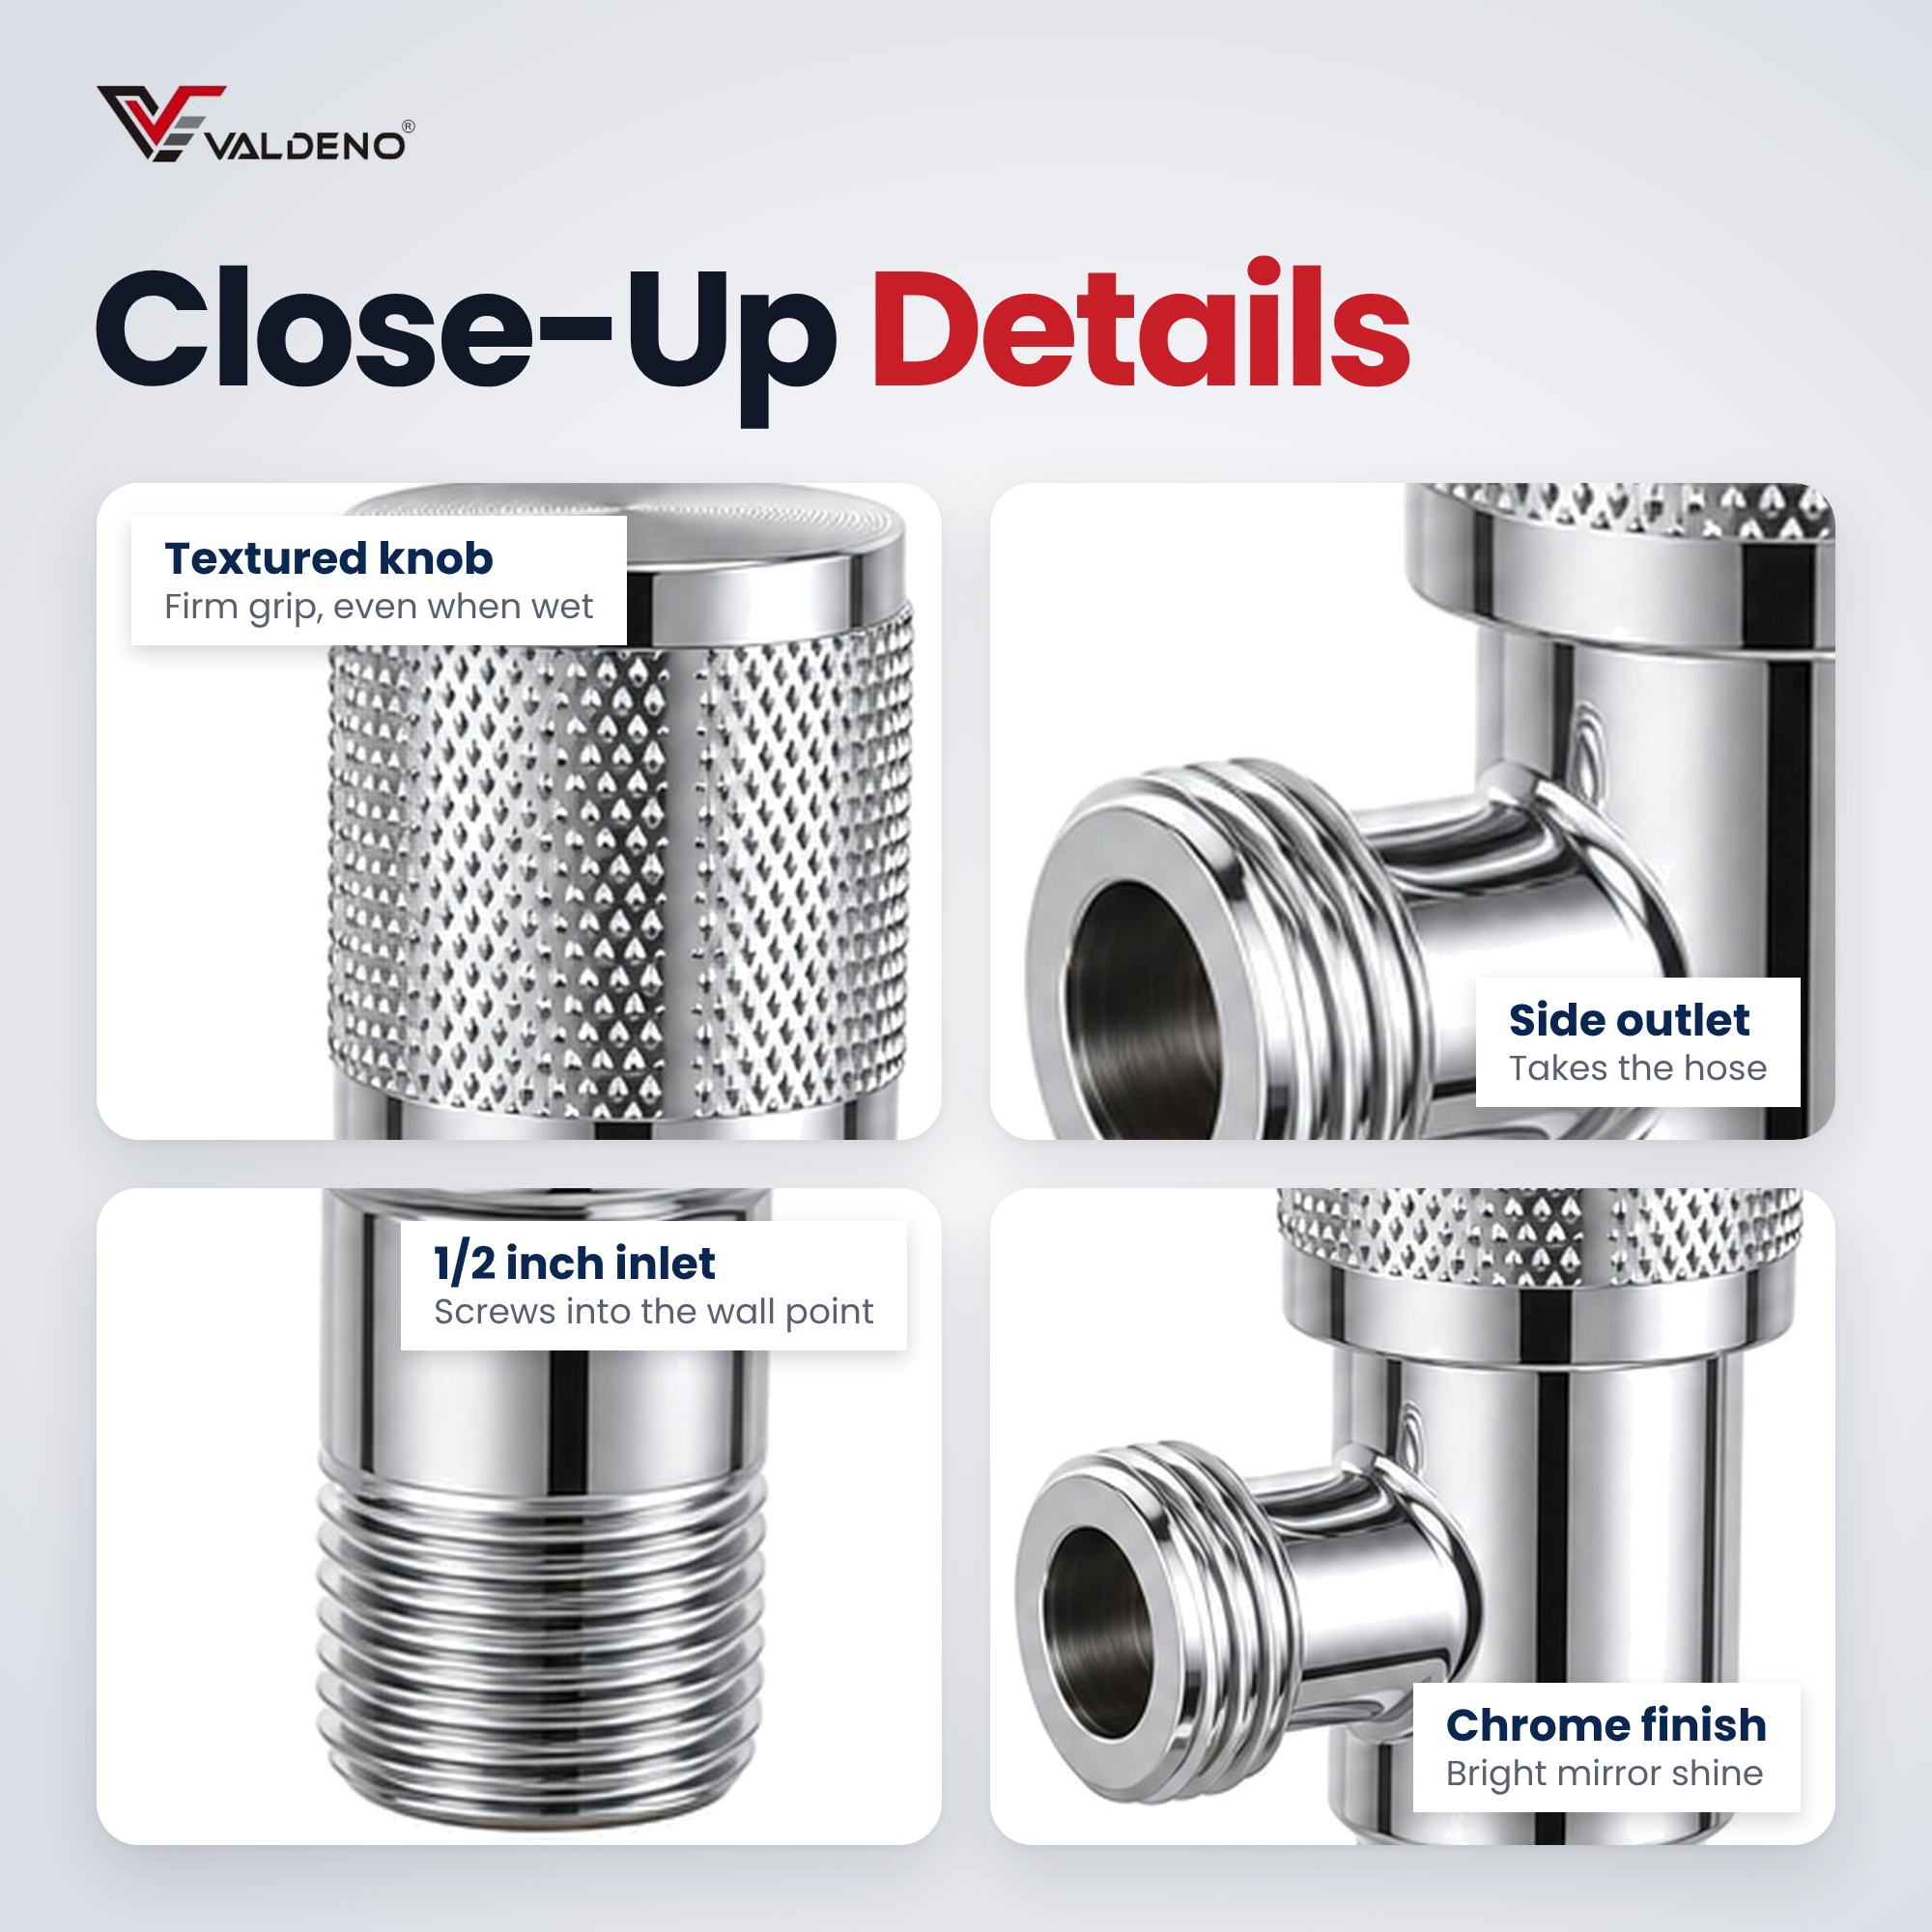 VALDENO®
Close-Up Details
Textured knob
Firm grip, even when wet
Side outlet
Takes the hose
1/2 inch inlet
Screws into the wall point
Chrome finish
Bright mirror shine